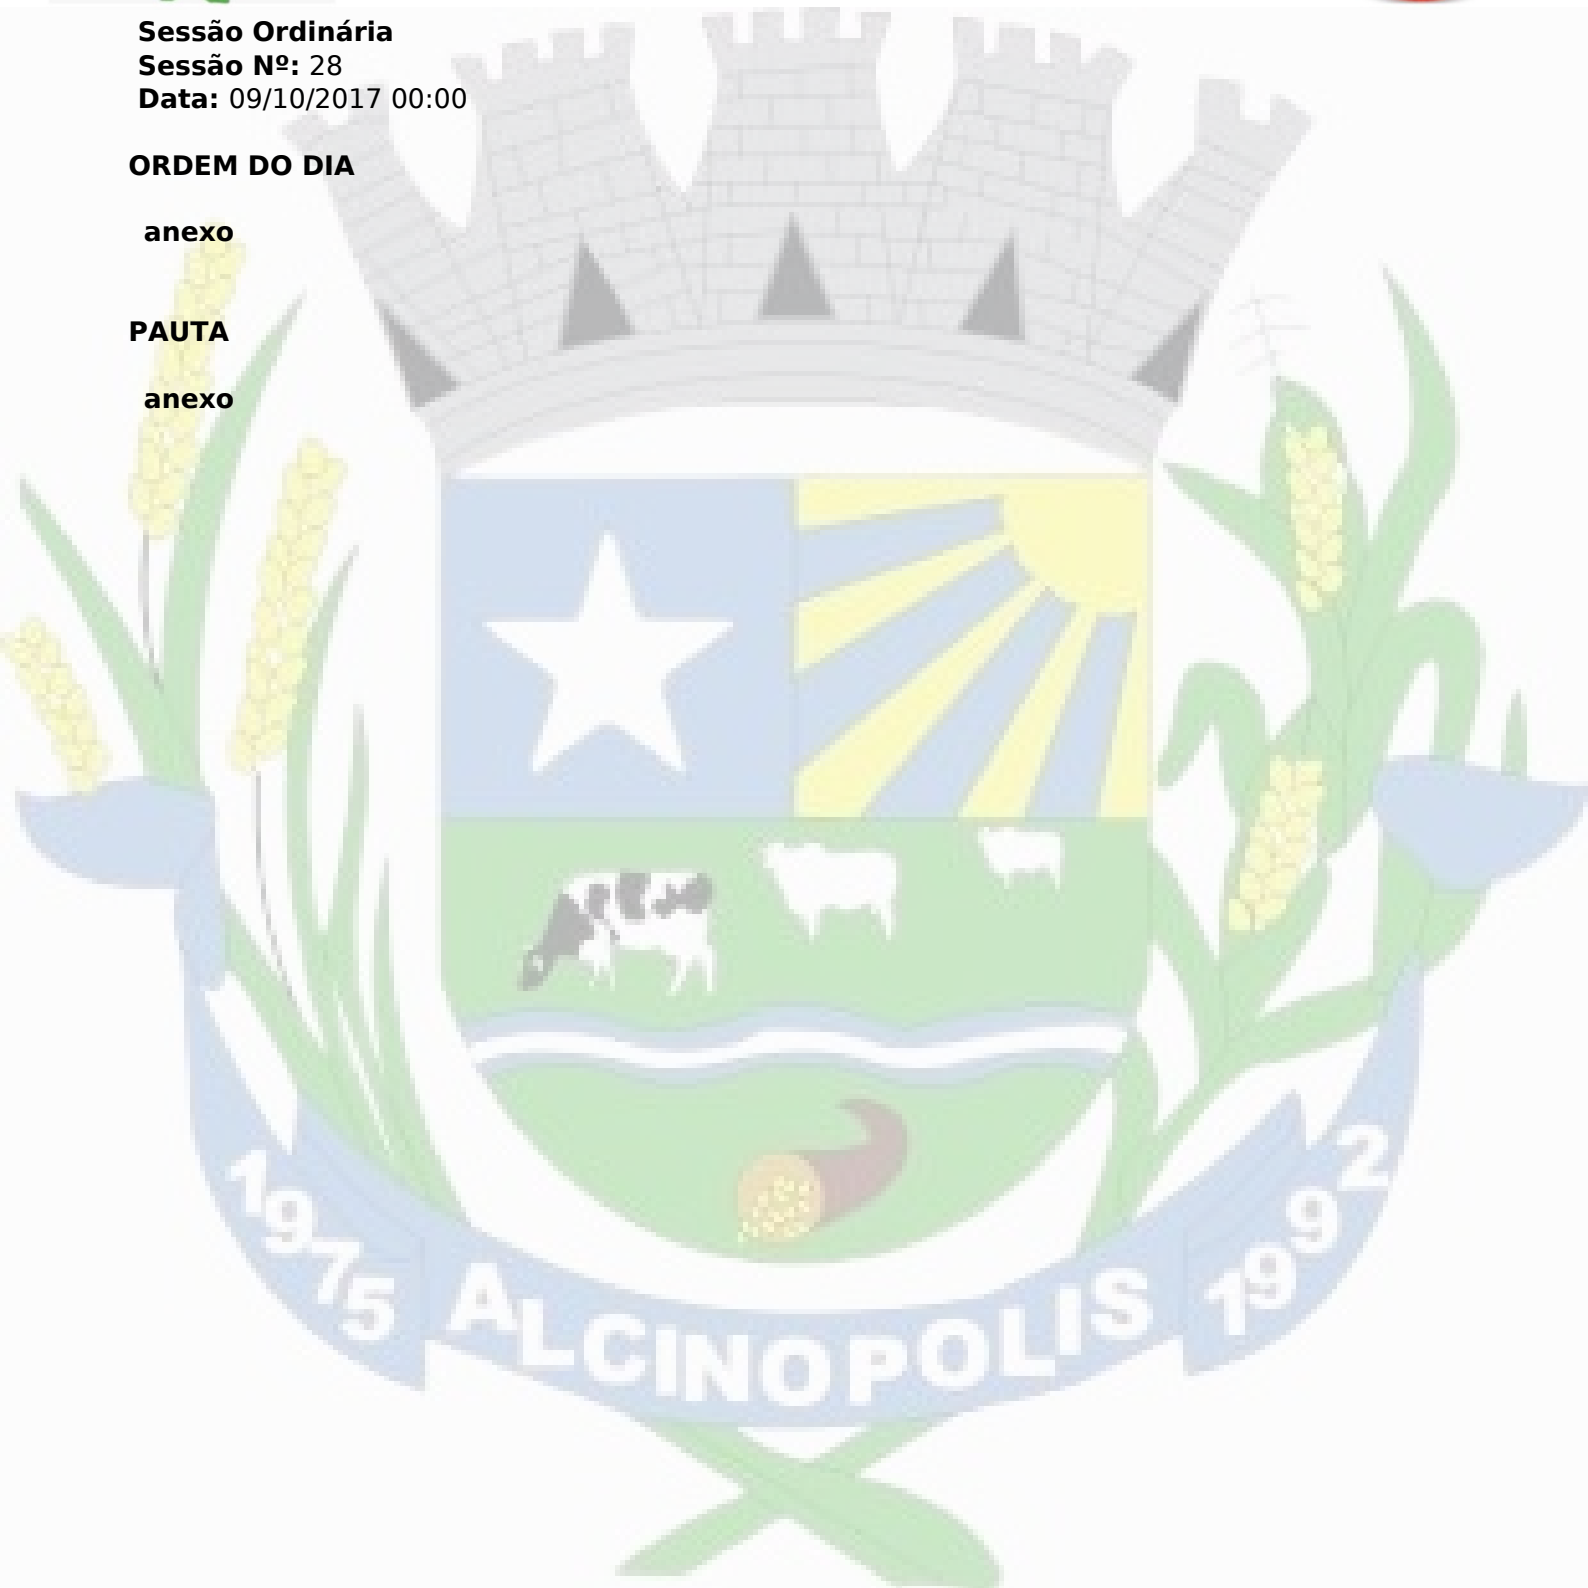 Sessão Ordinária
Sessão Nº: 28
Data: 09/10/2017 00:00
ORDEM DO DIA
anexo
PAUTA
anexo
1975 ALCINOPOLIS 1992